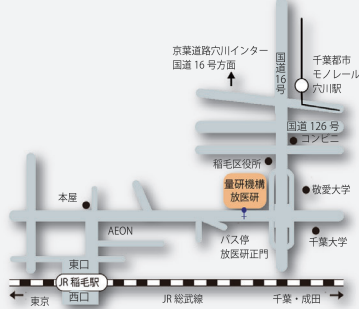 京葉道路穴川インター
国道 16 号方面
国道16号
千葉都市
モノレール
穴川駅
国道 126 号
コンビニ
稲毛区役所
量研機構
放医研
敬愛大学
本屋
AEON
バス停
放医研正門
千葉大学
東口
JR 稲毛駅
西口
東京
JR 総武線
千葉・成田